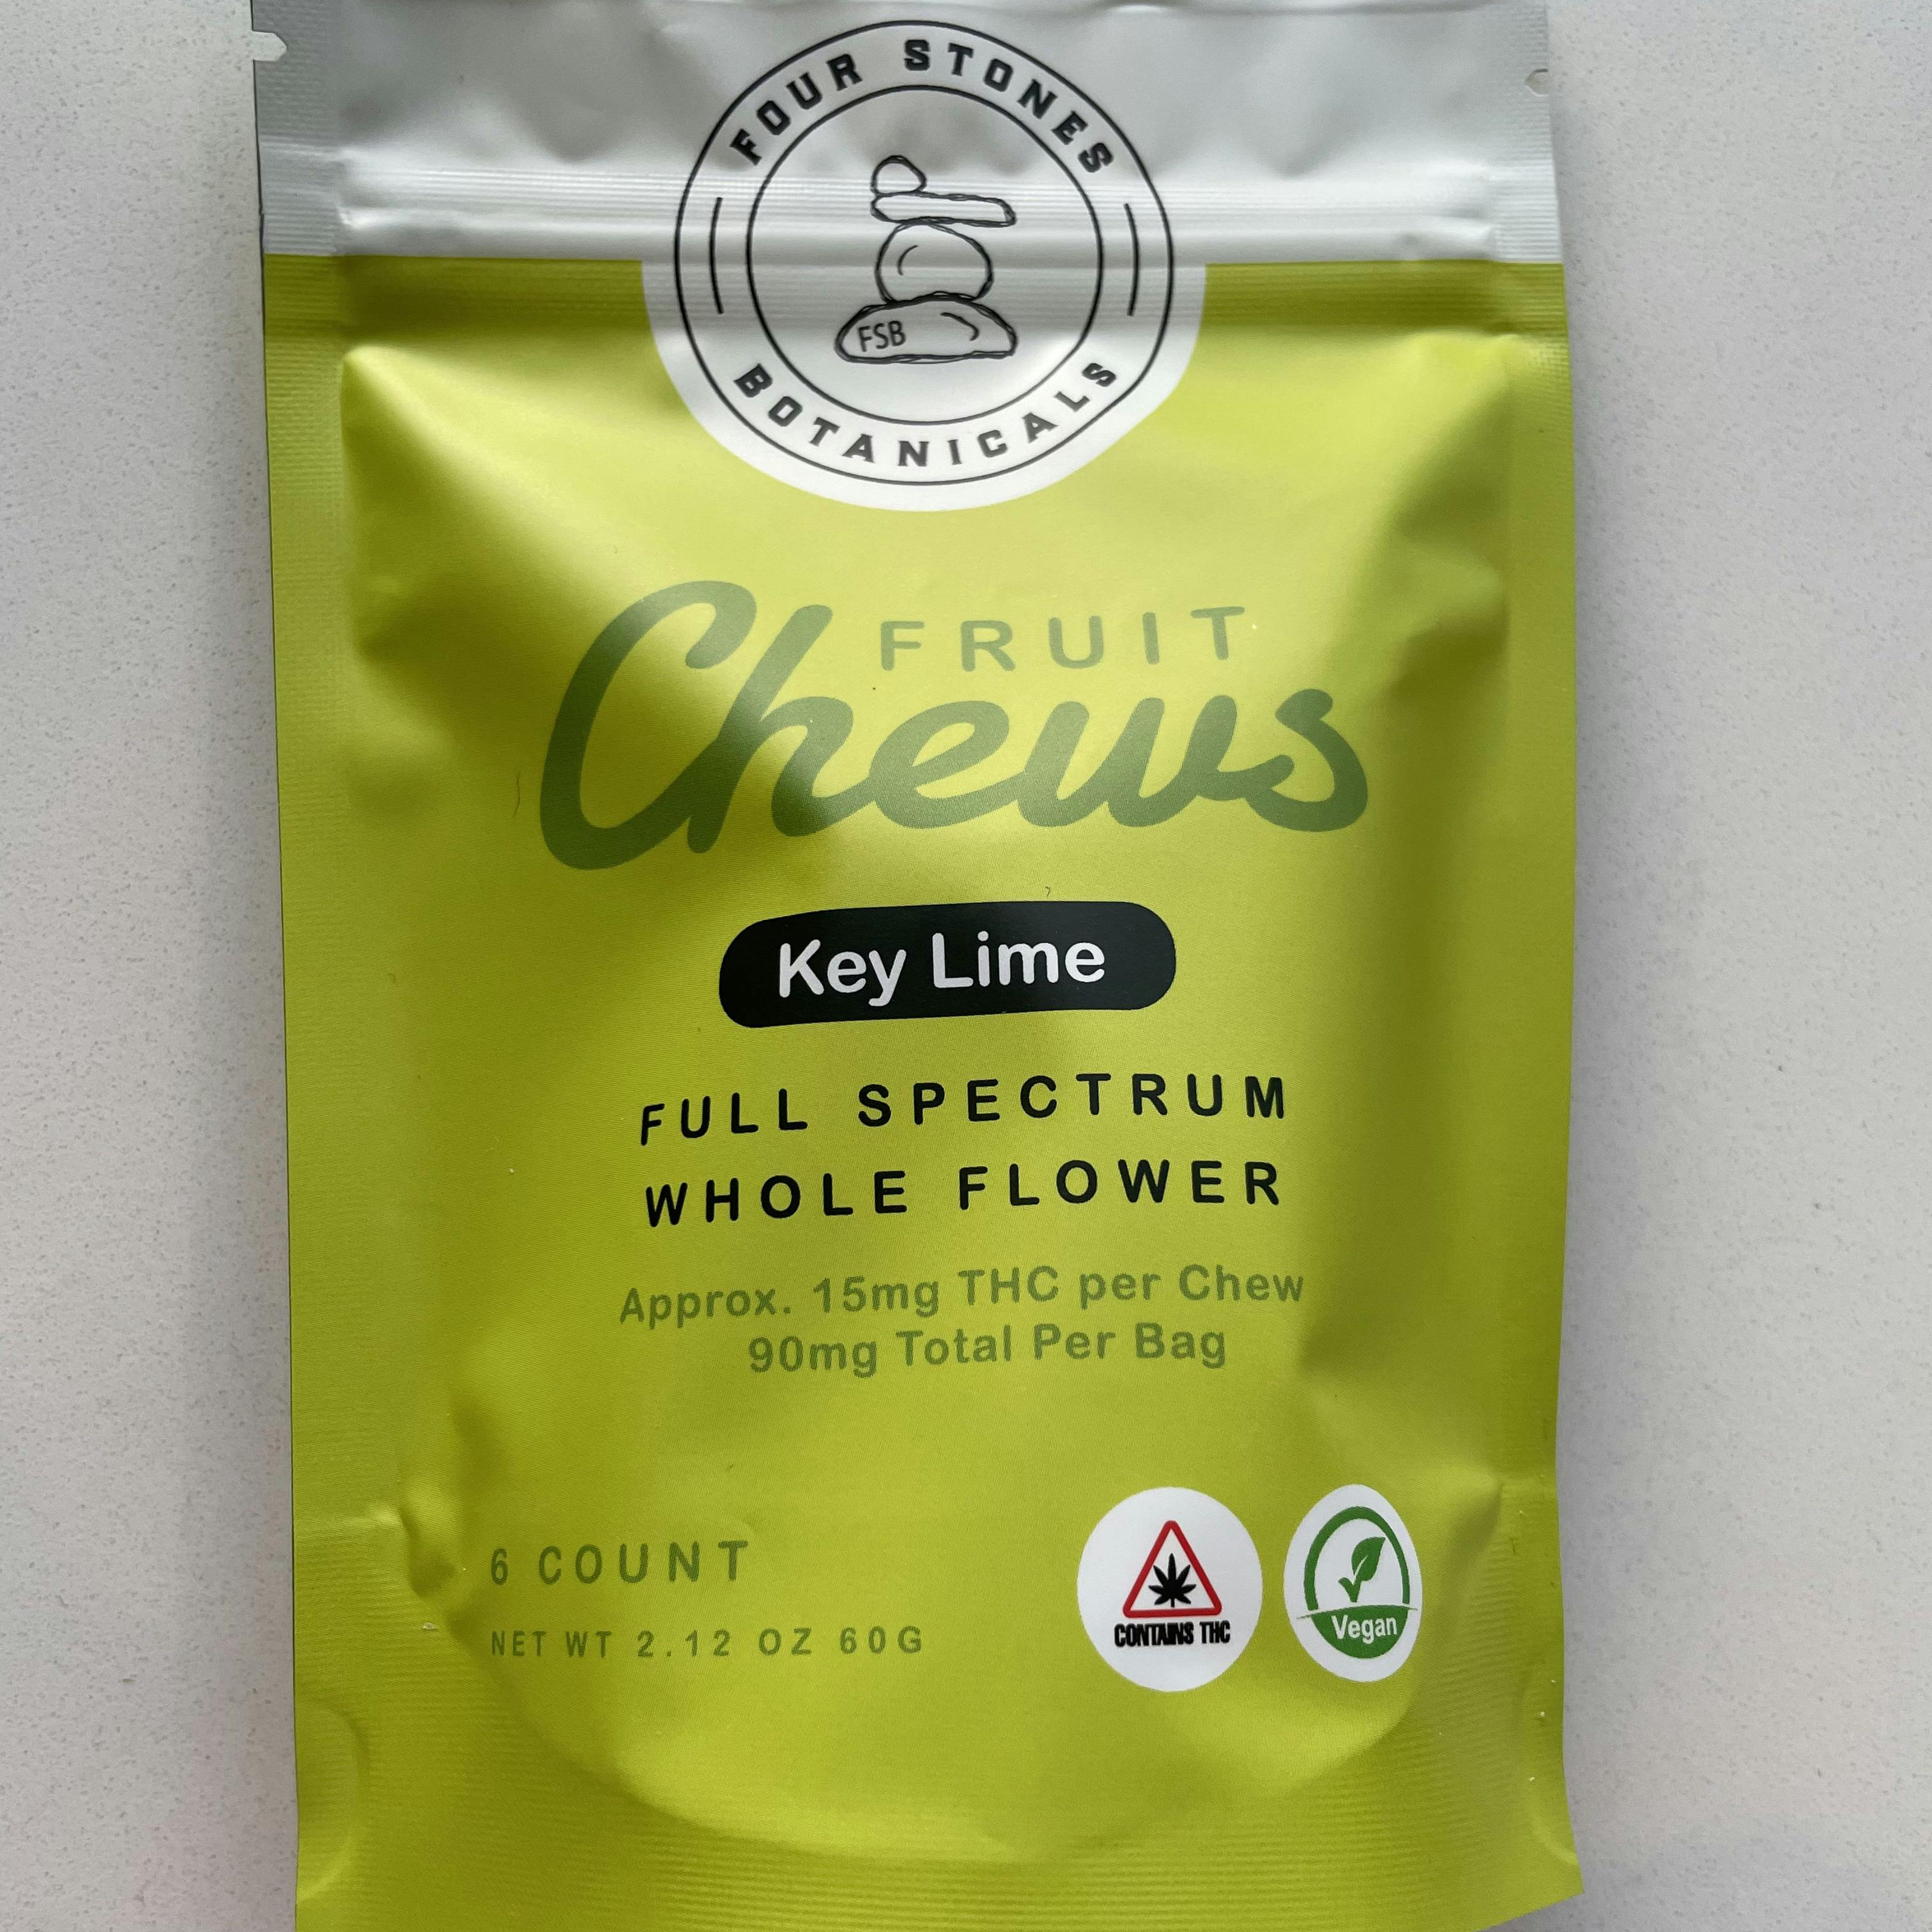 FOUR STONES
FSB
BOTANICALS
FRUIT
Chews
Key Lime
FULL SPECTRUM
WHOLE FLOWER
Approx. 15mg THC per Chew
90mg Total Per Bag
6 COUNT
NET WT 2.12 OZ 60G
CONTAINS THC
Vegan